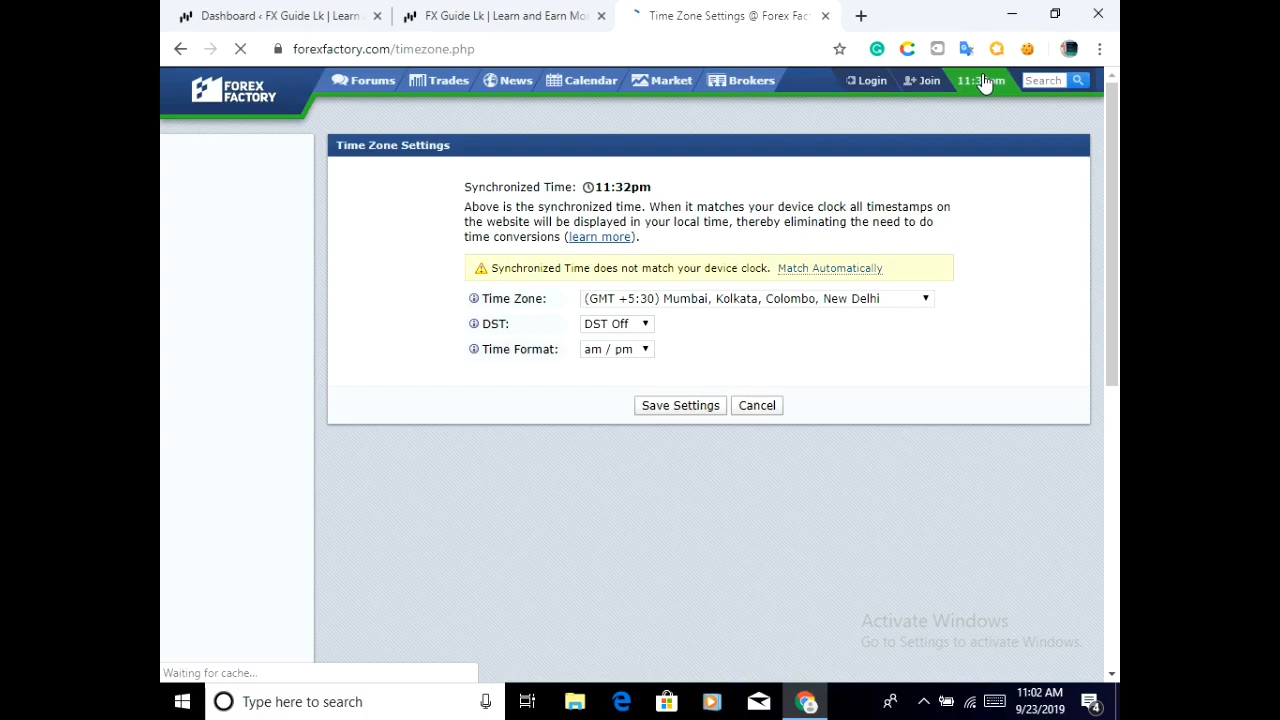 Dashboard ‹ FX Guide Lk | Learn
FX Guide Lk | Learn and Earn Mo
Time Zone Settings @ Forex Fac
forexfactory.com/timezone.php
FOREX FACTORY
Forums
Trades
News
Calendar
Market
Brokers
Login
Join
Search
Time Zone Settings
Synchronized Time: 11:32pm
Above is the synchronized time. When it matches your device clock all timestamps on
the website will be displayed in your local time, thereby eliminating the need to do
time conversions (learn more).
Synchronized Time does not match your device clock. Match Automatically
Time Zone: (GMT +5:30) Mumbai, Kolkata, Colombo, New Delhi
DST: DST Off
Time Format: am / pm
Save Settings Cancel
Activate Windows
Go to Settings to activate Windows.
Waiting for cache...
Type here to search
11:02 AM
9/23/2019
4